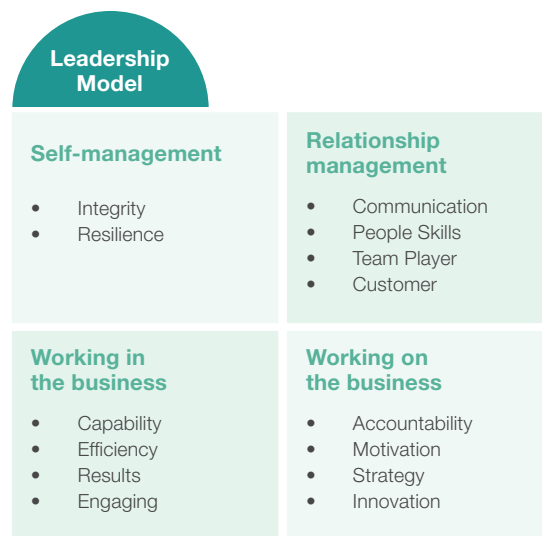 Leadership
Model
Self-management
• Integrity
• Resilience
Relationship
management
• Communication
• People Skills
• Team Player
• Customer
Working in
the business
• Capability
• Efficiency
• Results
• Engaging
Working on
the business
• Accountability
• Motivation
• Strategy
• Innovation